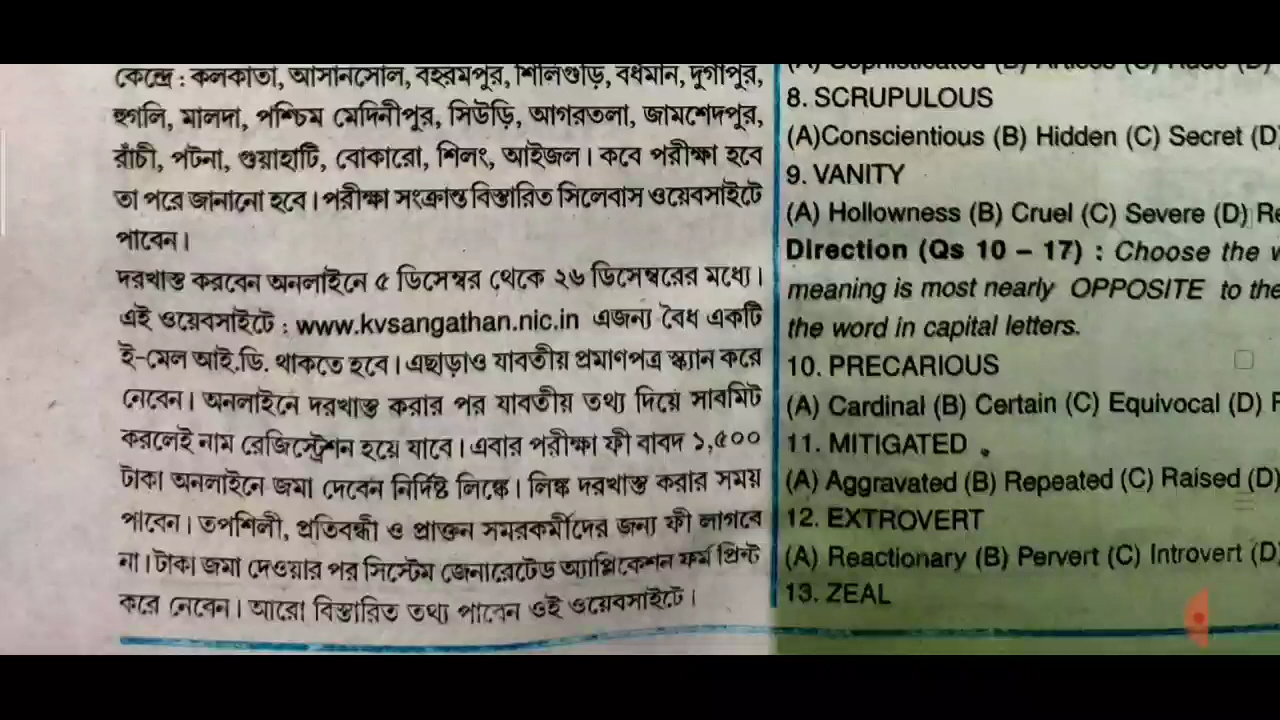 কেন্দ্রে : কলকাতা, আসানসোল, বহরমপুর, শিলিগুড়ি, বর্ধমান, দুর্গাপুর,
হুগলি, মালদা, পশ্চিম মেদিনীপুর, সিউড়ি, আগরতলা, জামশেদপুর,
রাঁচী, পটনা, গুয়াহাটি, বোকারো, শিলং, আইজল। কবে পরীক্ষা হবে
তা পরে জানানো হবে। পরীক্ষা সংক্রান্ত বিস্তারিত সিলেবাস ওয়েবসাইটে
পাবেন।
দরখাস্ত করবেন অনলাইনে ৫ ডিসেম্বর থেকে ২৬ ডিসেম্বরের মধ্যে।
এই ওয়েবসাইটে : www.kvsangathan.nic.in এজন্য বৈধ একটি
ই-মেল আই.ডি. থাকতে হবে। এছাড়াও যাবতীয় প্রমাণপত্র স্ক্যান করে
নেবেন। অনলাইনে দরখাস্ত করার পর যাবতীয় তথ্য দিয়ে সাবমিট
করলেই নাম রেজিস্ট্রেশন হয়ে যাবে। এবার পরীক্ষা ফী বাবদ ১,৫০০
টাকা অনলাইনে জমা দেবেন নির্দিষ্ট লিঙ্কে। লিঙ্ক দরখাস্ত করার সময়
পাবেন। তপশিলী, প্রতিবন্ধী ও প্রাক্তন সমরকর্মীদের জন্য ফী লাগবে
না। টাকা জমা দেওয়ার পর সিস্টেম জেনারেটেড অ্যাপ্লিকেশন ফর্ম প্রিন্ট
করে নেবেন। আরো বিস্তারিত তথ্য পাবেন ওই ওয়েবসাইটে।
8. SCRUPULOUS
(A)Conscientious (B) Hidden (C) Secret (D)
9. VANITY
(A) Hollowness (B) Cruel (C) Severe (D) Re
Direction (Qs 10 – 17) : Choose the w
meaning is most nearly OPPOSITE to the
the word in capital letters.
10. PRECARIOUS
(A) Cardinal (B) Certain (C) Equivocal (D)
11. MITIGATED
(A) Aggravated (B) Repeated (C) Raised (D)
12. EXTROVERT
(A) Reactionary (B) Pervert (C) Introvert (D)
13. ZEAL